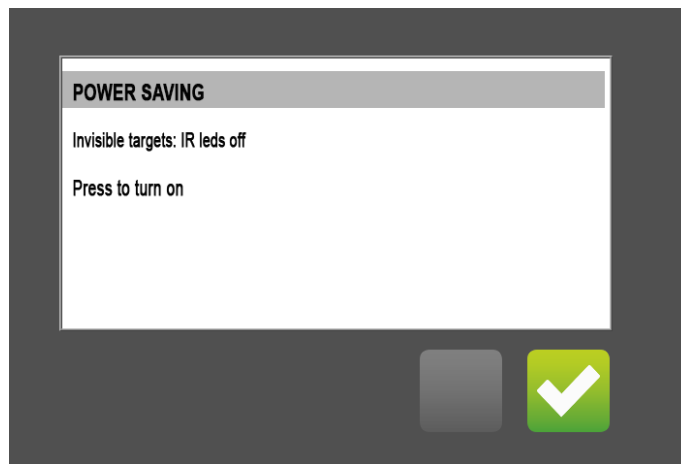 POWER SAVING
Invisible targets: IR leds off
Press to turn on